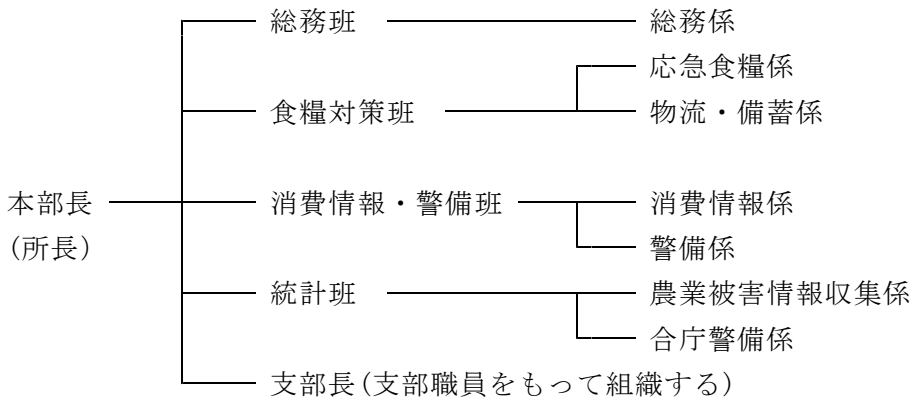 総務班 総務係
応急食糧係
食糧対策班 物流・備蓄係
本部長 消費情報・警備班 消費情報係
(所長) 警備係
統計班 農業被害情報収集係
合庁警備係
支部長(支部職員をもって組織する)